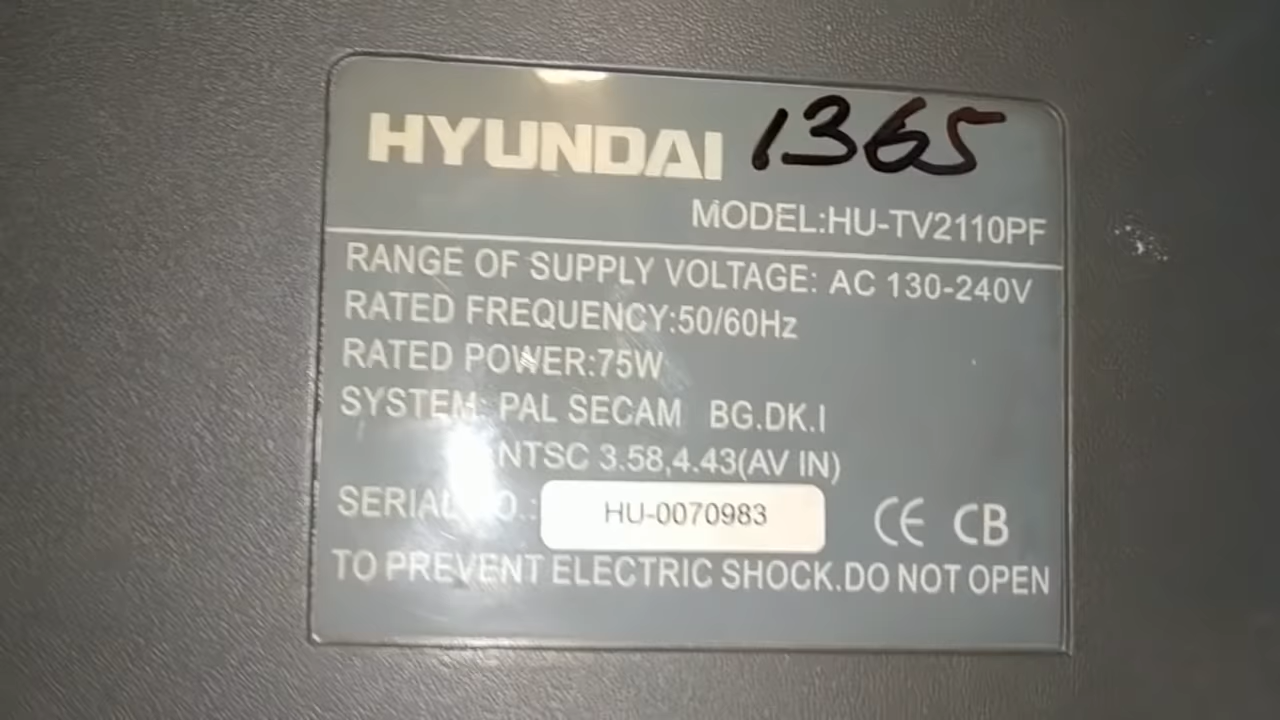 HYUNDAI 1365
MODEL:HU-TV2110PF
RANGE OF SUPPLY VOLTAGE: AC 130-240V
RATED FREQUENCY:50/60Hz
RATED POWER:75W
SYSTEM: PAL SECAM BG.DK.I
NTSC 3.58,4.43(AV IN)
SERIAL NO.: HU-0070983 CE CB
TO PREVENT ELECTRIC SHOCK.DO NOT OPEN